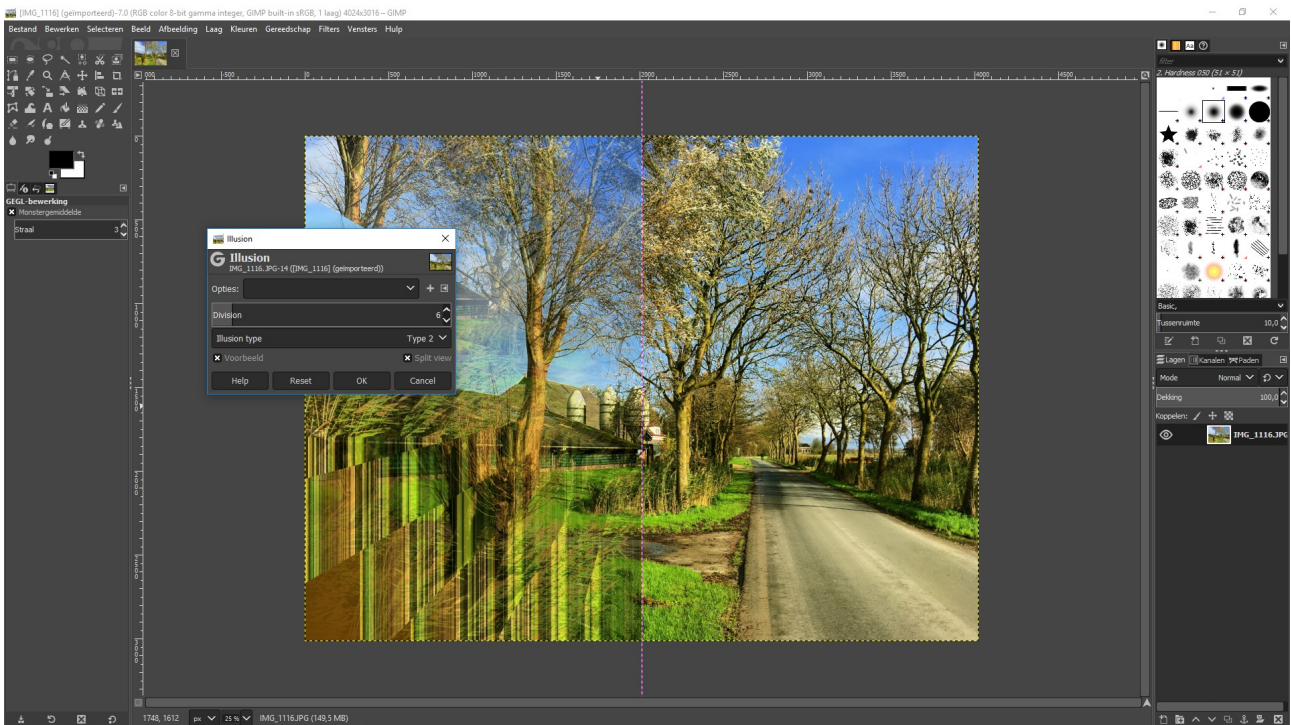 [IMG_1116] (geïmporteerd)-7.0 (RGB color 8-bit gamma integer, GIMP built-in sRGB, 1 laag) 4024x3016 – GIMP
Bestand Bewerken Selecteren Beeld Afbeelding Laag Kleuren Gereedschap Filters Vensters Hulp
filter
2. Hardness 050 (51 × 51)
GEGL-bewerking
Monstergemiddelde
Straal 3
Illusion
Illusion
IMG_1116.JPG-14 ([IMG_1116] (geïmporteerd))
Opties:
Division 6
Illusion type Type 2
Voorbeeld Split view
Help Reset OK Cancel
Basic,
Tussenruimte 10,0
Lagen Kanalen Paden
Mode Normal
Dekking 100,0
Koppelen:
IMG_1116.JPG
1748, 1612 px 25 % IMG_1116.JPG (149,5 MB)